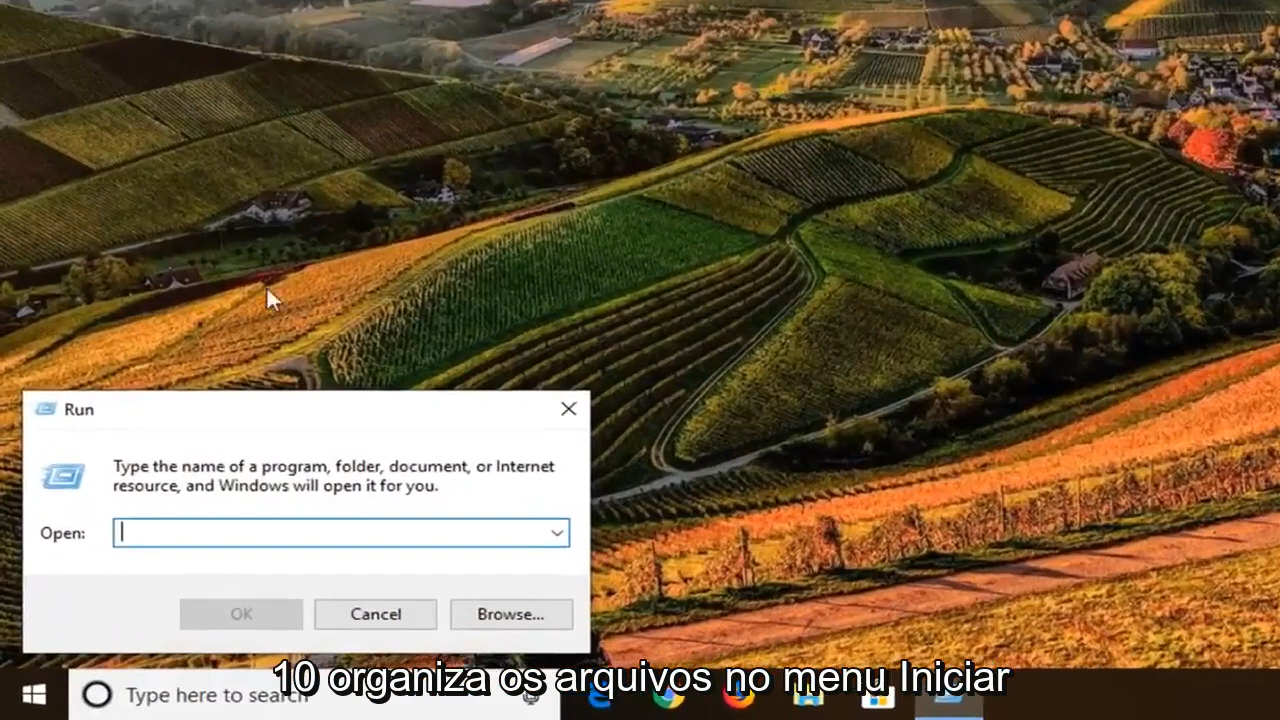 Run
Type the name of a program, folder, document, or Internet
resource, and Windows will open it for you.
Open:
OK
Cancel
Browse...
10 organiza os arquivos no menu Iniciar
Type here to search